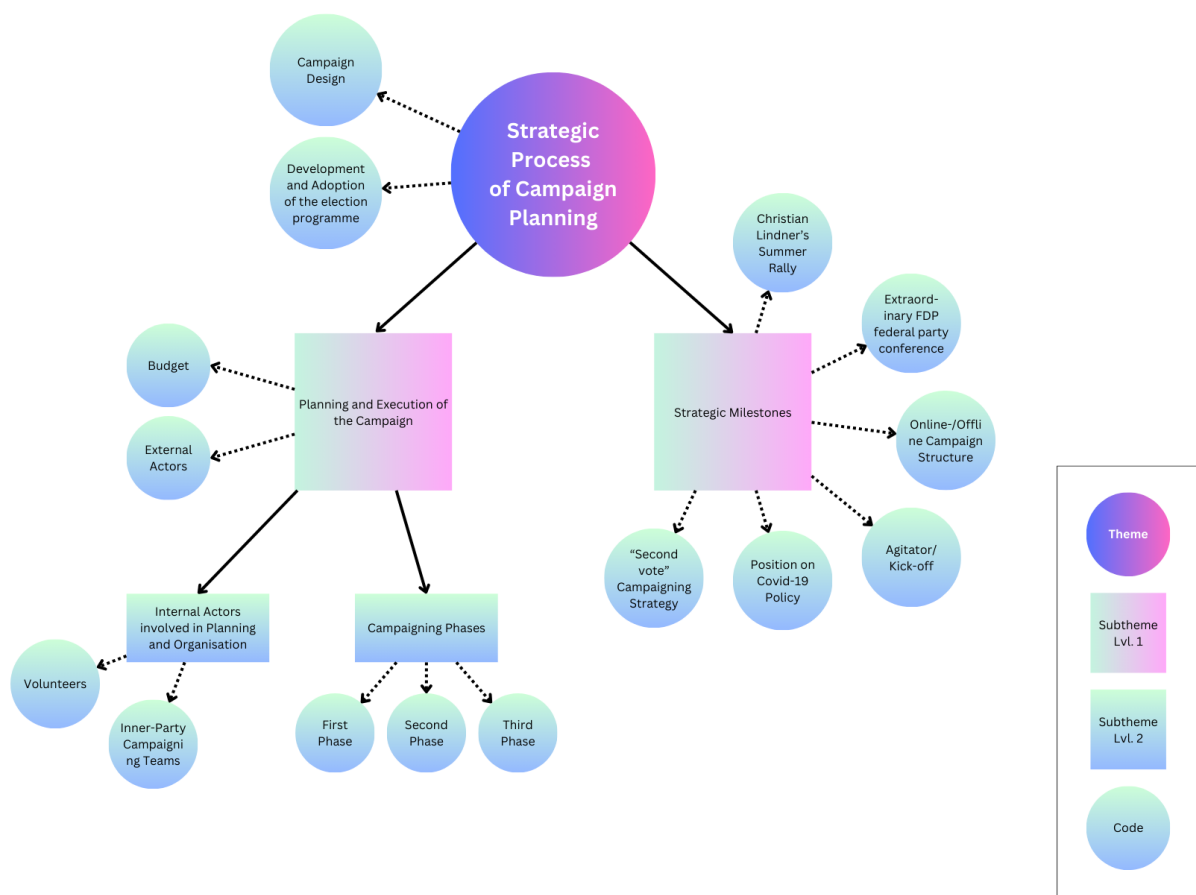 Campaign
Design
Strategic
Process
of Campaign
Planning
Development
and Adoption
of the election
programme
Christian
Lindner's
Summer
Rally
Extraord-
inary FDP
federal party
conference
Budget
Planning and Execution of
the Campaign
Strategic Milestones
External
Actors
Online-/Offli
ne Campaign
Structure
Agitator/
Kick-off
“Second
vote”
Campaigning
Strategy
Position on
Covid-19
Policy
Internal Actors
involved in Planning
and Organisation
Campaigning Phases
Volunteers
Inner-Party
Campaigni
ng Teams
First
Phase
Second
Phase
Third
Phase
Theme
Subtheme
Lvl. 1
Subtheme
Lvl. 2
Code